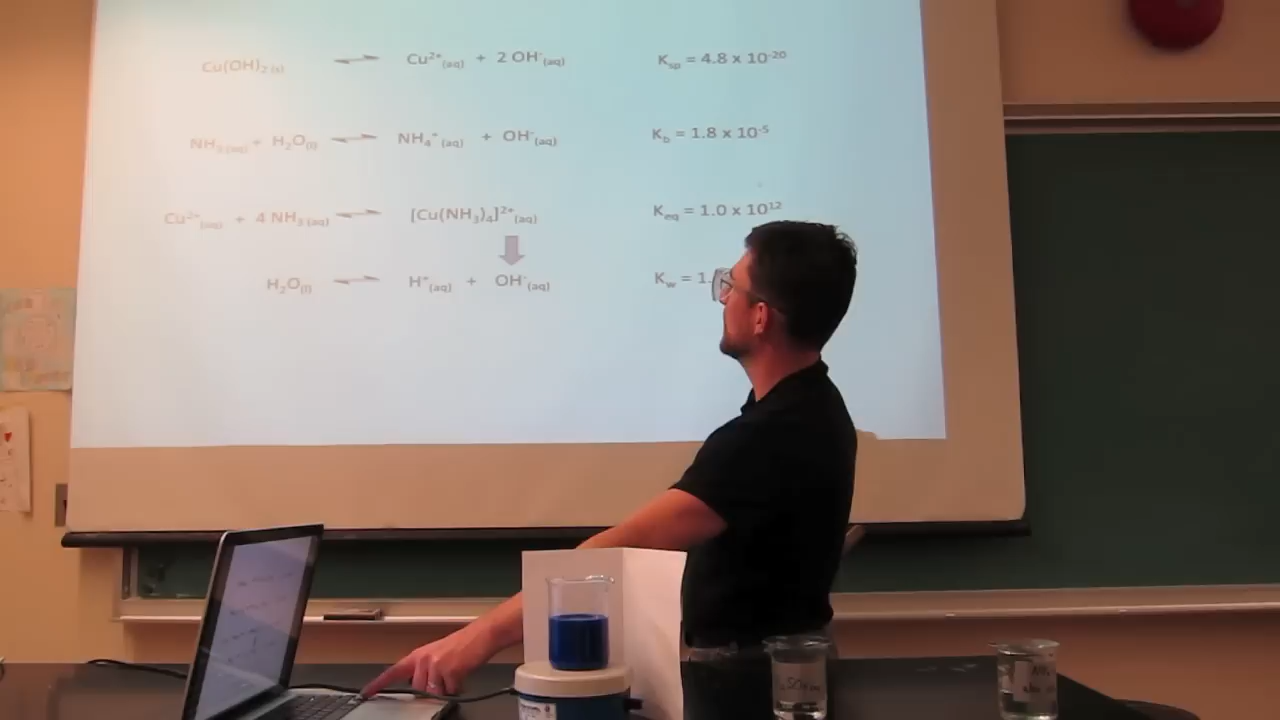 Cu(OH)₂ (s) ⇌ Cu²⁺(aq) + 2 OH⁻(aq) Ksp = 4.8 x 10⁻²⁰
NH₃ (aq) + H₂O(l) ⇌ NH₄⁺ (aq) + OH⁻(aq) Kb = 1.8 x 10⁻⁵
Cu²⁺(aq) + 4 NH₃ (aq) ⇌ [Cu(NH₃)₄]²⁺(aq) Keq = 1.0 x 10¹²
H₂O(l) ⇌ H⁺(aq) + OH⁻(aq) Kw = 1.